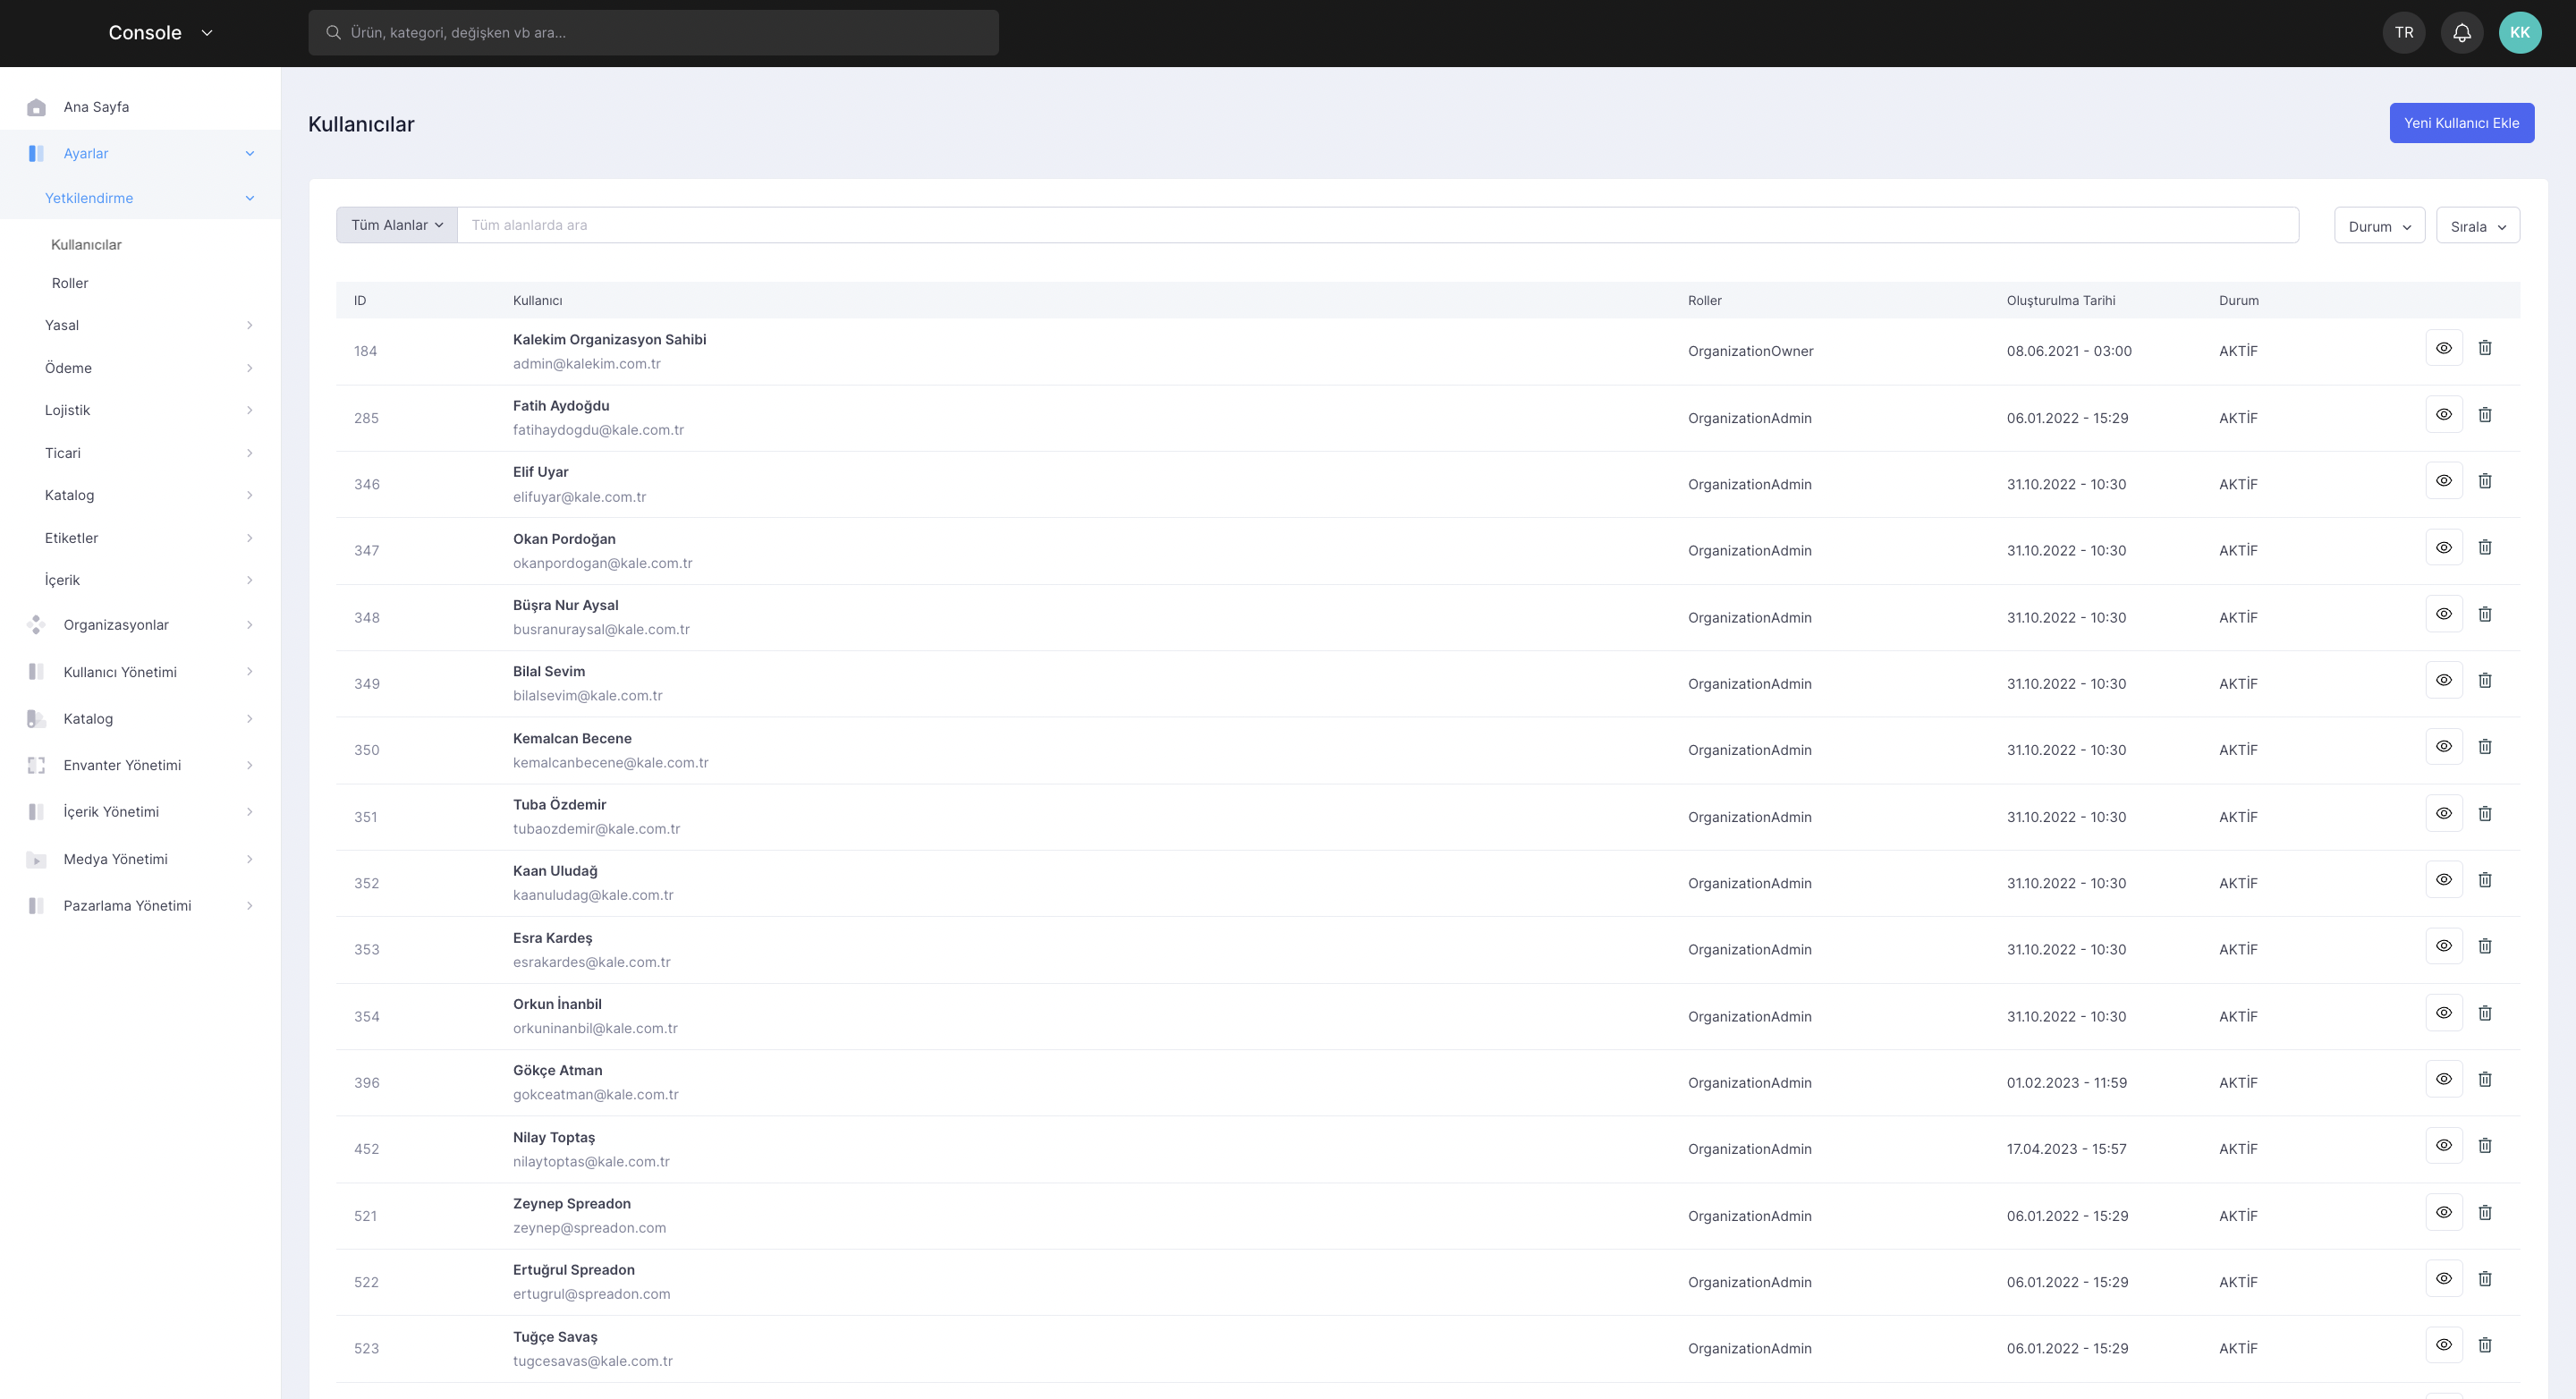 Console
Ürün, kategori, değişken vb ara...
TR
KK
Ana Sayfa
Ayarlar
Yetkilendirme
Kullanıcılar
Roller
Yasal
Ödeme
Lojistik
Ticari
Katalog
Etiketler
İçerik
Organizasyonlar
Kullanıcı Yönetimi
Katalog
Envanter Yönetimi
İçerik Yönetimi
Medya Yönetimi
Pazarlama Yönetimi
Kullanıcılar
Yeni Kullanıcı Ekle
Tüm Alanlar
Tüm alanlarda ara
Durum
Sırala
ID Kullanıcı Roller Oluşturulma Tarihi Durum
184 Kalekim Organizasyon Sahibi OrganizationOwner 08.06.2021 - 03:00 AKTİF
admin@kalekim.com.tr
285 Fatih Aydoğdu OrganizationAdmin 06.01.2022 - 15:29 AKTİF
fatihaydogdu@kale.com.tr
346 Elif Uyar OrganizationAdmin 31.10.2022 - 10:30 AKTİF
elifuyar@kale.com.tr
347 Okan Pordoğan OrganizationAdmin 31.10.2022 - 10:30 AKTİF
okanpordogan@kale.com.tr
348 Büşra Nur Aysal OrganizationAdmin 31.10.2022 - 10:30 AKTİF
busranuraysal@kale.com.tr
349 Bilal Sevim OrganizationAdmin 31.10.2022 - 10:30 AKTİF
bilalsevim@kale.com.tr
350 Kemalcan Becene OrganizationAdmin 31.10.2022 - 10:30 AKTİF
kemalcanbecene@kale.com.tr
351 Tuba Özdemir OrganizationAdmin 31.10.2022 - 10:30 AKTİF
tubaozdemir@kale.com.tr
352 Kaan Uludağ OrganizationAdmin 31.10.2022 - 10:30 AKTİF
kaanuludag@kale.com.tr
353 Esra Kardeş OrganizationAdmin 31.10.2022 - 10:30 AKTİF
esrakardes@kale.com.tr
354 Orkun İnanbil OrganizationAdmin 31.10.2022 - 10:30 AKTİF
orkuninanbil@kale.com.tr
396 Gökçe Atman OrganizationAdmin 01.02.2023 - 11:59 AKTİF
gokceatman@kale.com.tr
452 Nilay Toptaş OrganizationAdmin 17.04.2023 - 15:57 AKTİF
nilaytoptas@kale.com.tr
521 Zeynep Spreadon OrganizationAdmin 06.01.2022 - 15:29 AKTİF
zeynep@spreadon.com
522 Ertuğrul Spreadon OrganizationAdmin 06.01.2022 - 15:29 AKTİF
ertugrul@spreadon.com
523 Tuğçe Savaş OrganizationAdmin 06.01.2022 - 15:29 AKTİF
tugcesavas@kale.com.tr